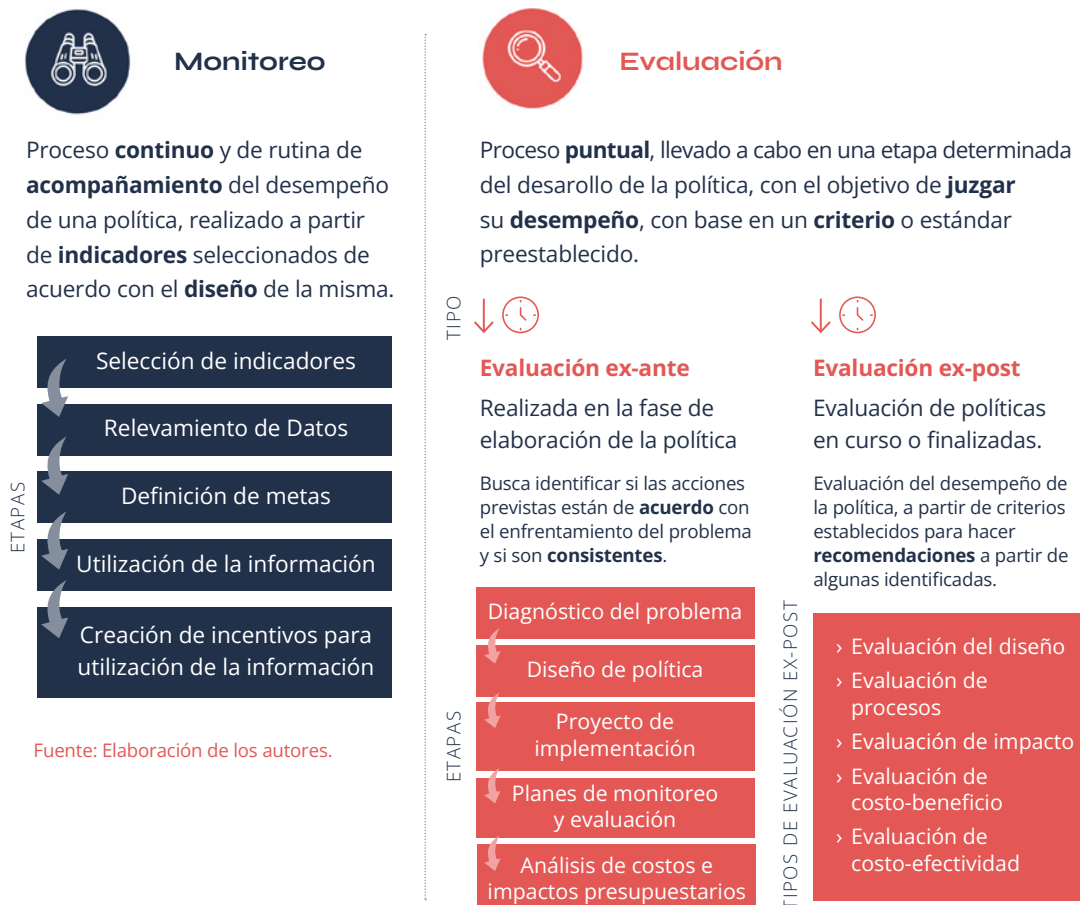 Monitoreo
Proceso continuo y de rutina de
acompañamiento del desempeño
de una política, realizado a partir
de indicadores seleccionados de
acuerdo con el diseño de la misma.
ETAPAS
Selección de indicadores
Relevamiento de Datos
Definición de metas
Utilización de la información
Creación de incentivos para
utilización de la información
Fuente: Elaboración de los autores.
Evaluación
Proceso puntual, llevado a cabo en una etapa determinada
del desarollo de la política, con el objetivo de juzgar
su desempeño, con base en un criterio o estándar
preestablecido.
TIPO
Evaluación ex-ante
Realizada en la fase de
elaboración de la política
Busca identificar si las acciones
previstas están de acuerdo con
el enfrentamiento del problema
y si son consistentes.
ETAPAS
Diagnóstico del problema
Diseño de política
Proyecto de
implementación
Planes de monitoreo
y evaluación
Análisis de costos e
impactos presupuestarios
Evaluación ex-post
Evaluación de políticas
en curso o finalizadas.
Evaluación del desempeño de
la política, a partir de criterios
establecidos para hacer
recomendaciones a partir de
algunas identificadas.
TIPOS DE EVALUACIÓN EX-POST
› Evaluación del diseño
› Evaluación de
procesos
› Evaluación de impacto
› Evaluación de
costo-beneficio
› Evaluación de
costo-efectividad